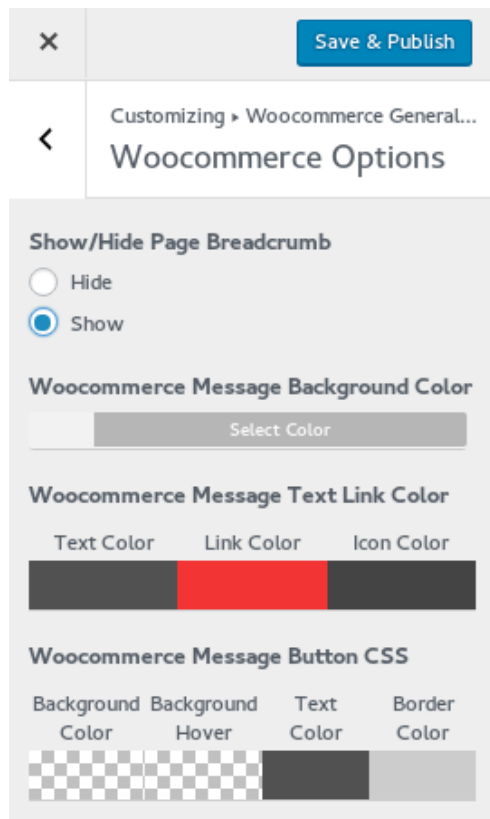 Save & Publish
Customizing ▸ Woocommerce General...
Woocommerce Options
Show/Hide Page Breadcrumb
Hide
Show
Woocommerce Message Background Color
Select Color
Woocommerce Message Text Link Color
Text Color Link Color Icon Color
Woocommerce Message Button CSS
Background Background Text Border
Color Hover Color Color